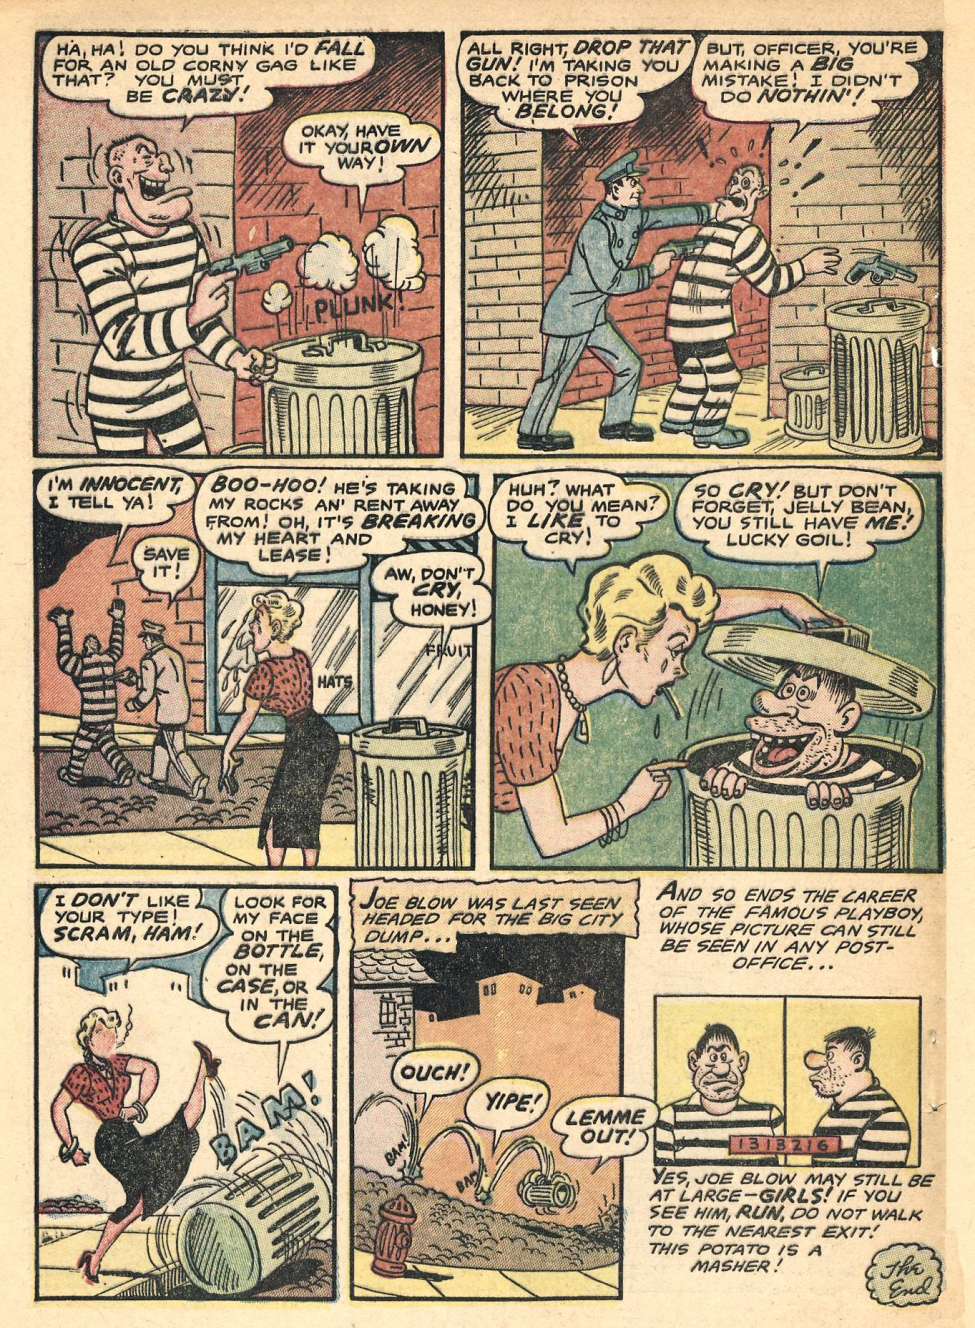 HA, HA! DO YOU THINK I'D FALL
FOR AN OLD CORNY GAG LIKE
THAT? YOU MUST
BE CRAZY!
OKAY, HAVE
IT YOUR OWN
WAY!
PLUNK!
ALL RIGHT, DROP THAT
GUN! I'M TAKING YOU
BACK TO PRISON
WHERE YOU
BELONG!
BUT, OFFICER, YOU'RE
MAKING A BIG
MISTAKE! I DIDN'T
DO NOTHIN'!
I'M INNOCENT,
I TELL YA!
SAVE
IT!
BOO-HOO! HE'S TAKING
MY ROCKS AN' RENT AWAY
FROM! OH, IT'S BREAKING
MY HEART AND
LEASE!
AW, DON'T
CRY,
HONEY!
HATS
FRUIT
HUH? WHAT
DO YOU MEAN?
I LIKE TO
CRY!
SO CRY! BUT DON'T
FORGET, JELLY BEAN,
YOU STILL HAVE ME!
LUCKY GOIL!
I DON'T LIKE
YOUR TYPE!
SCRAM, HAM!
LOOK FOR
MY FACE
ON THE
BOTTLE,
ON THE
CASE, OR
IN THE
CAN!
BAM!
JOE BLOW WAS LAST SEEN
HEADED FOR THE BIG CITY
DUMP...
OUCH!
YIPE!
LEMME
OUT!
BAM!
BAM!
AND SO ENDS THE CAREER
OF THE FAMOUS PLAYBOY,
WHOSE PICTURE CAN STILL
BE SEEN IN ANY POST-
OFFICE...
1313216
YES, JOE BLOW MAY STILL BE
AT LARGE-GIRLS! IF YOU
SEE HIM, RUN, DO NOT WALK
TO THE NEAREST EXIT!
THIS POTATO IS A
MASHER!
The
End